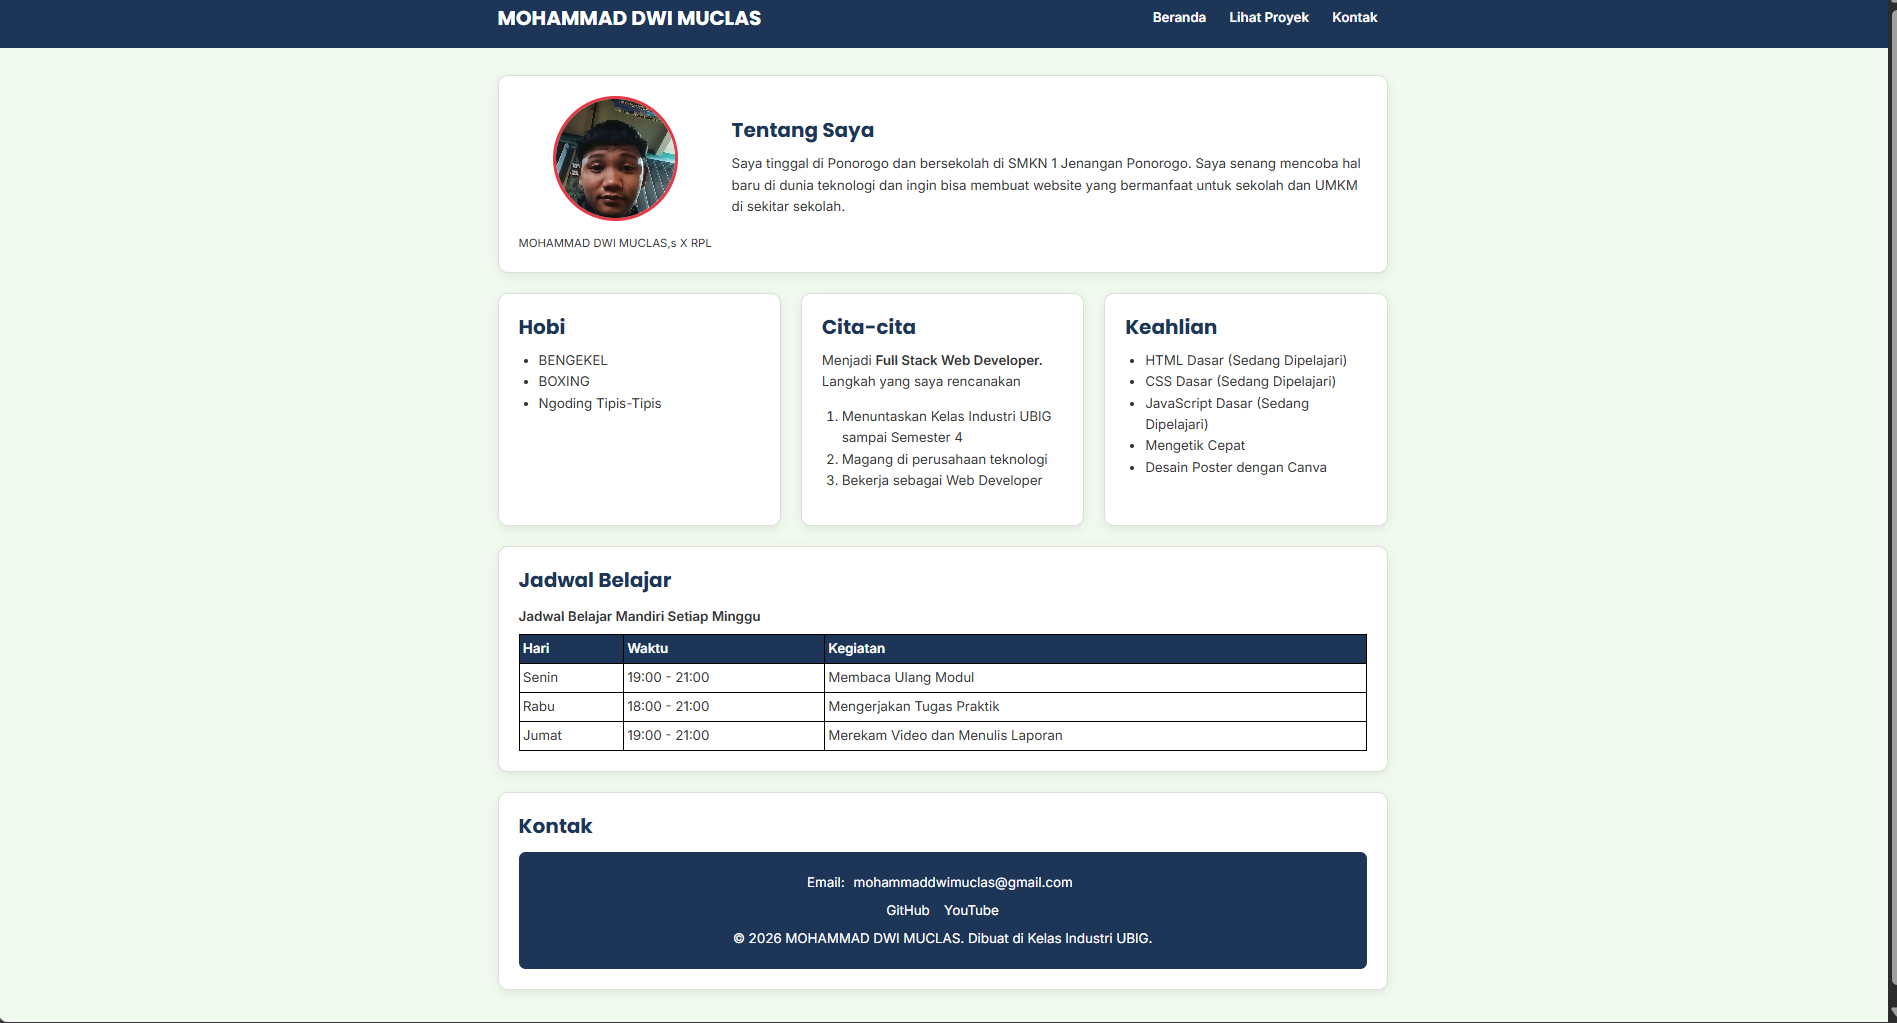 MOHAMMAD DWI MUCLAS
Beranda Lihat Proyek Kontak
Tentang Saya
Saya tinggal di Ponorogo dan bersekolah di SMKN 1 Jenangan Ponorogo. Saya senang mencoba hal
baru di dunia teknologi dan ingin bisa membuat website yang bermanfaat untuk sekolah dan UMKM
di sekitar sekolah.
MOHAMMAD DWI MUCLAS,s X RPL
Hobi
• BENGEKEL
• BOXING
• Ngoding Tipis-Tipis
Cita-cita
Menjadi Full Stack Web Developer.
Langkah yang saya rencanakan
1. Menuntaskan Kelas Industri UBIG
sampai Semester 4
2. Magang di perusahaan teknologi
3. Bekerja sebagai Web Developer
Keahlian
• HTML Dasar (Sedang Dipelajari)
• CSS Dasar (Sedang Dipelajari)
• JavaScript Dasar (Sedang
Dipelajari)
• Mengetik Cepat
• Desain Poster dengan Canva
Jadwal Belajar
Jadwal Belajar Mandiri Setiap Minggu
Hari Waktu Kegiatan
Senin 19:00 - 21:00 Membaca Ulang Modul
Rabu 18:00 - 21:00 Mengerjakan Tugas Praktik
Jumat 19:00 - 21:00 Merekam Video dan Menulis Laporan
Kontak
Email: mohammaddwimuclas@gmail.com
GitHub YouTube
© 2026 MOHAMMAD DWI MUCLAS. Dibuat di Kelas Industri UBIG.